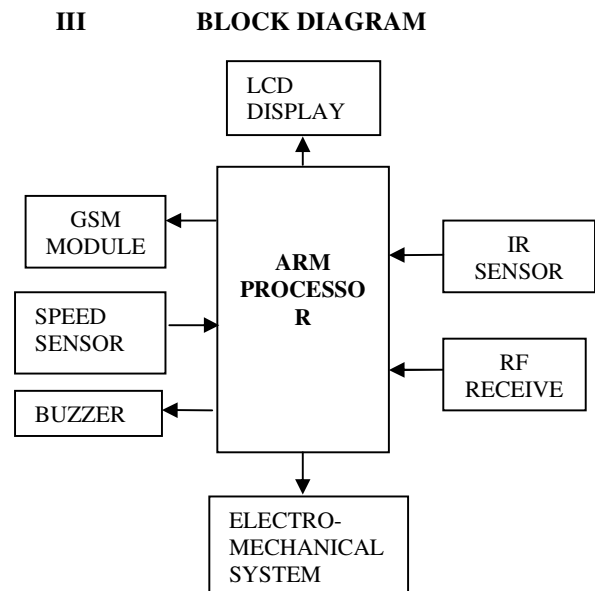 III BLOCK DIAGRAM
LCD
DISPLAY
GSM
MODULE
ARM
PROCESSO
R
IR
SENSOR
SPEED
SENSOR
RF
RECEIVE
BUZZER
ELECTRO-
MECHANICAL
SYSTEM